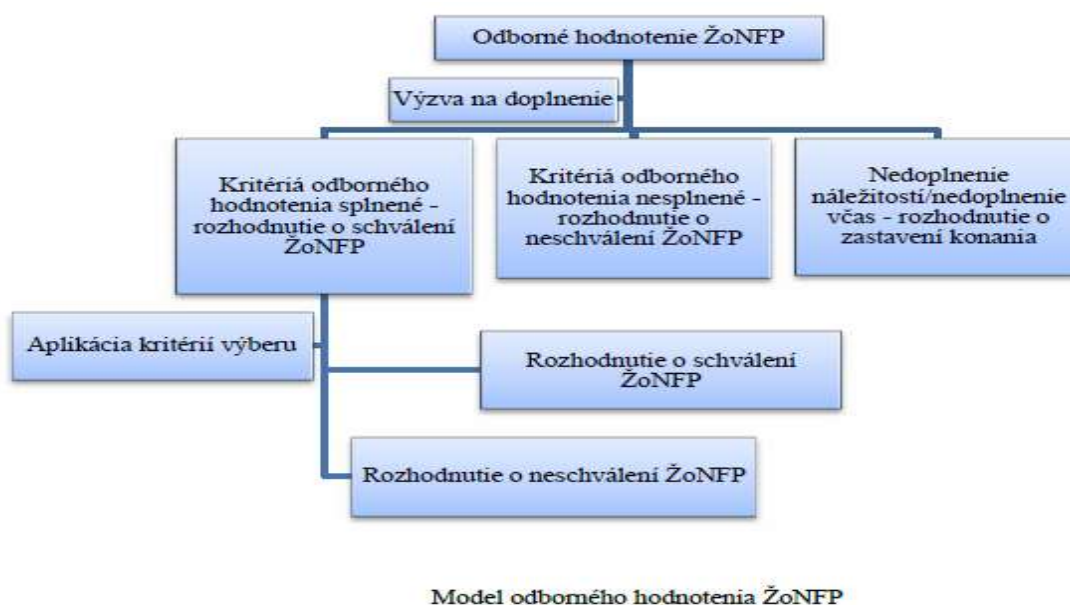 Odborné hodnotenie ŽoNFP
Výzva na doplnenie
Kritériá odborného
hodnotenia splnené -
rozhodnutie o schválení
ŽoNFP
Kritériá odborného
hodnotenia nesplnené -
rozhodnutie o
neschválení ŽoNFP
Nedoplnenie
náležitostí/nedoplnenie
včas - rozhodnutie o
zastavení konania
Aplikácia kritérií výberu
Rozhodnutie o schválení
ŽoNFP
Rozhodnutie o neschválení ŽoNFP
Model odborného hodnotenia ŽoNFP